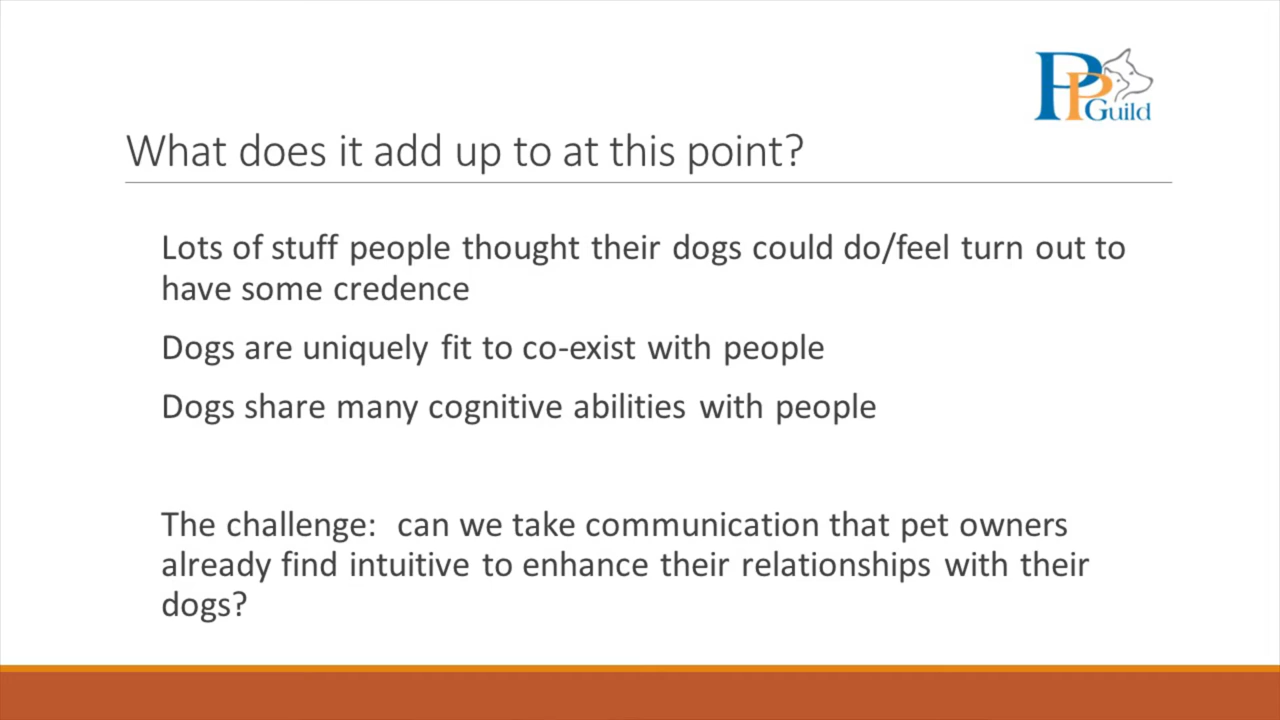 PP
Guild
What does it add up to at this point?
Lots of stuff people thought their dogs could do/feel turn out to
have some credence
Dogs are uniquely fit to co-exist with people
Dogs share many cognitive abilities with people
The challenge:  can we take communication that pet owners
already find intuitive to enhance their relationships with their
dogs?